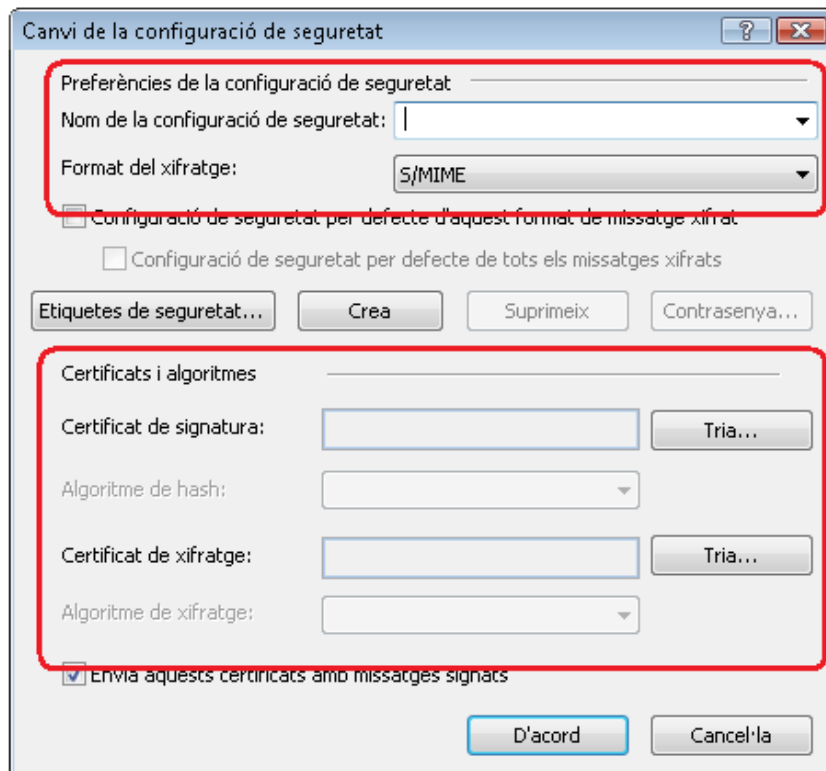 Canvi de la configuració de seguretat
Preferències de la configuració de seguretat
Nom de la configuració de seguretat:
Format del xifratge: S/MIME
Configuració de seguretat per defecte d'aquest format de missatge xifrat
Configuració de seguretat per defecte de tots els missatges xifrats
Etiquetes de seguretat... Crea Suprimeix Contrasenya...
Certificats i algoritmes
Certificat de signatura: Tria...
Algoritme de hash:
Certificat de xifratge: Tria...
Algoritme de xifratge:
Envia aquests certificats amb missatges signats
D'acord Cancel·la